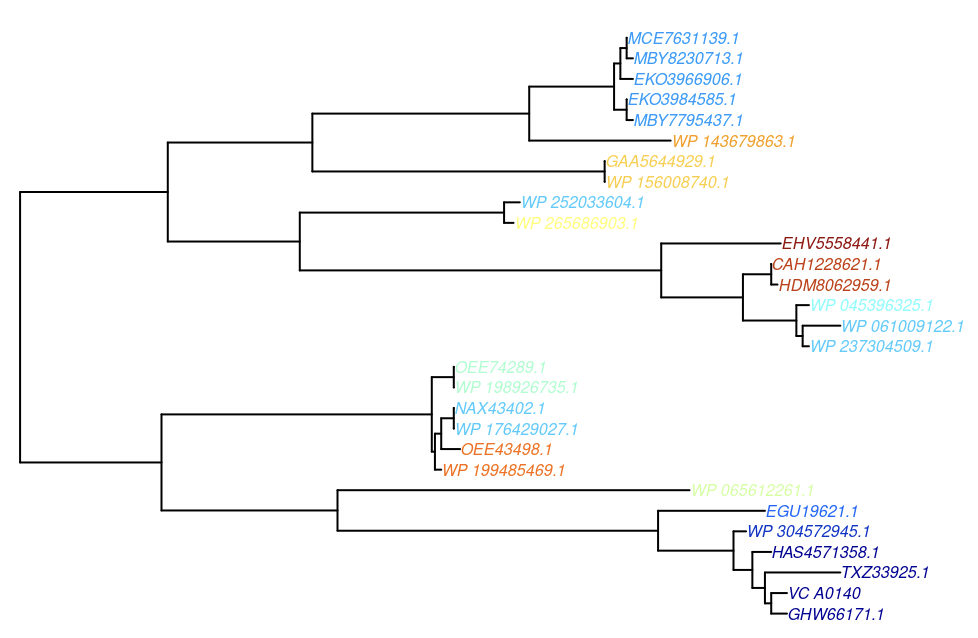 MCE7631139.1
MBY8230713.1
EKO3966906.1
EKO3984585.1
MBY7795437.1
WP 143679863.1
GAA5644929.1
WP 156008740.1
WP 252033604.1
WP 265686903.1
EHV5558441.1
CAH1228621.1
HDM8062959.1
WP 045396325.1
WP 061009122.1
WP 237304509.1
OEE74289.1
WP 198926735.1
NAX43402.1
WP 176429027.1
OEE43498.1
WP 199485469.1
WP 065612261.1
EGU19621.1
WP 304572945.1
HAS4571358.1
TXZ33925.1
VC A0140
GHW66171.1